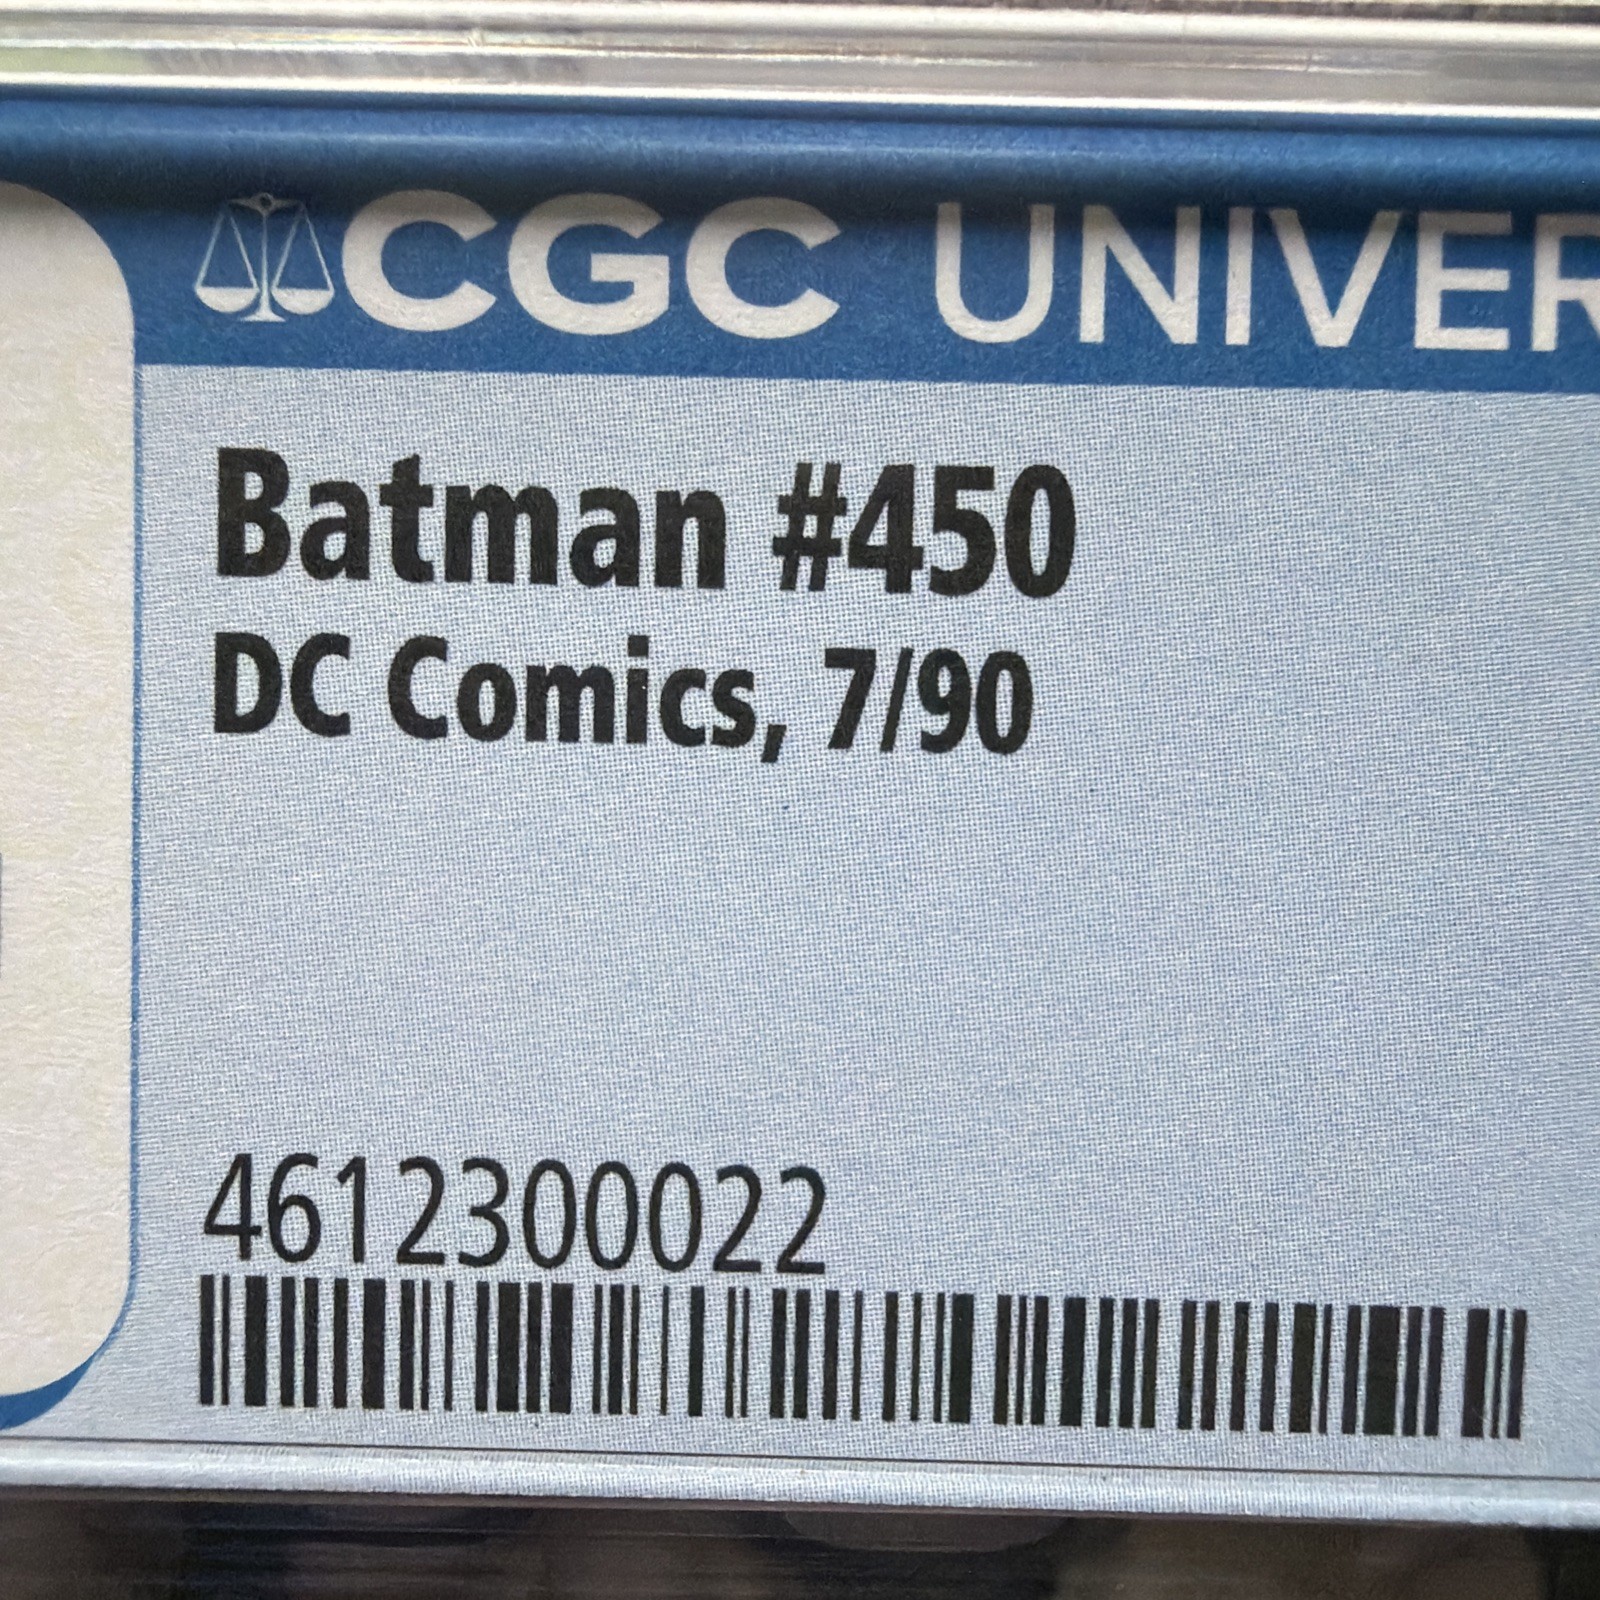 CGC UNIVER
Batman #450
DC Comics, 7/90
4612300022